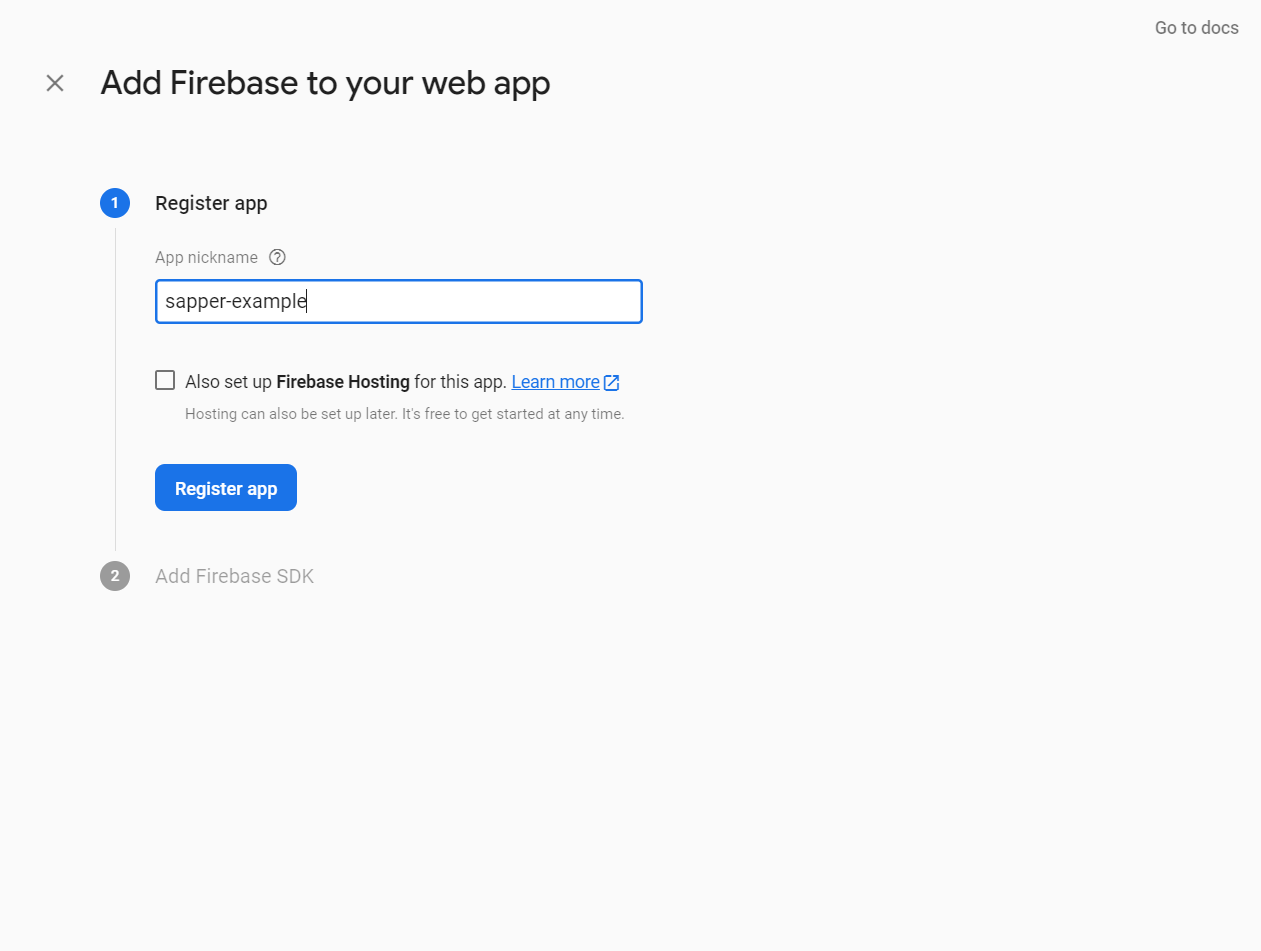 Go to docs
Add Firebase to your web app
1 Register app
App nickname ?
sapper-example
Also set up Firebase Hosting for this app. Learn more
Hosting can also be set up later. It's free to get started at any time.
Register app
2 Add Firebase SDK